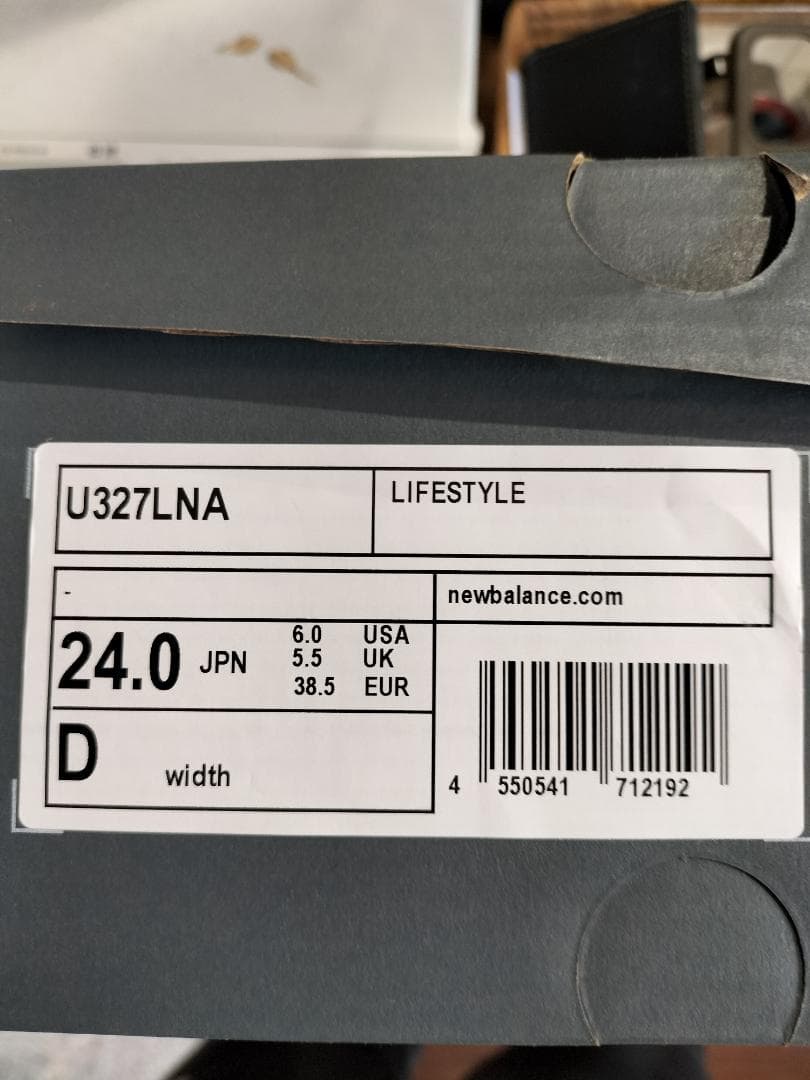 U327LNA
LIFESTYLE
-
newbalance.com
24.0 JPN
6.0 USA
5.5 UK
38.5 EUR
D width
4 550541 712192